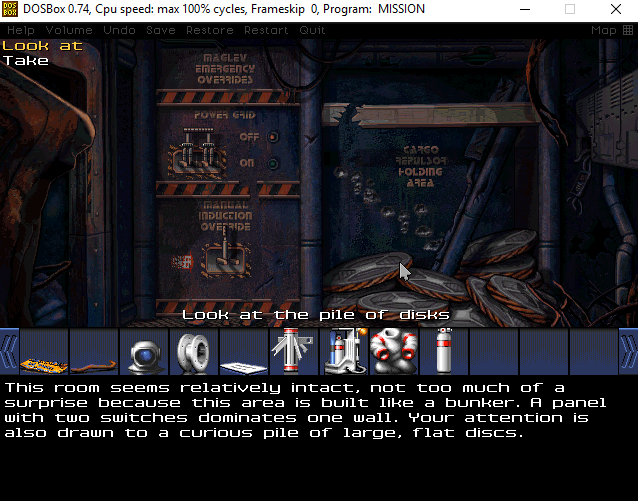 DOSBox 0.74, Cpu speed: max 100% cycles, Frameskip 0, Program: MISSION
Help Volume Undo Save Restore Restart Quit Map
Look at
Take
MAGLEV
EMERGENCY
OVERRIDES
POWER GRID
OFF
ON
MANUAL
INDUCTION
OVERRIDE
CARGO
REPULSOR
HOLDING
AREA
Look at the pile of disks
This room seems relatively intact, not too much of a
surprise because this area is built like a bunker. A panel
with two switches dominates one wall. Your attention is
also drawn to a curious pile of large, flat discs.